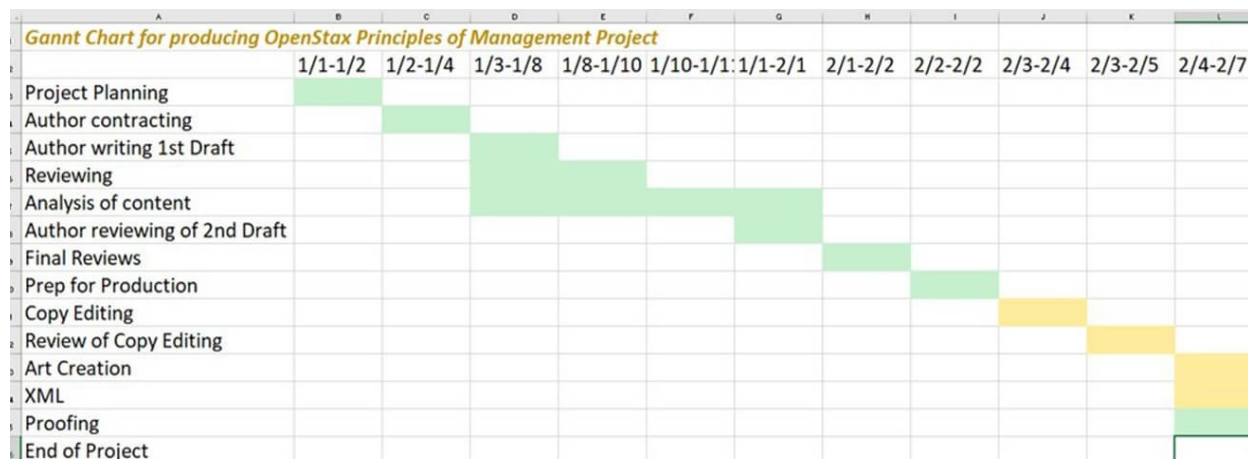 A B C D E F G H I J K L
Gannt Chart for producing OpenStax Principles of Management Project
1/1-1/2 1/2-1/4 1/3-1/8 1/8-1/10 1/10-1/1: 1/1-2/1 2/1-2/2 2/2-2/2 2/3-2/4 2/3-2/5 2/4-2/7
Project Planning
Author contracting
Author writing 1st Draft
Reviewing
Analysis of content
Author reviewing of 2nd Draft
Final Reviews
Prep for Production
Copy Editing
Review of Copy Editing
Art Creation
XML
Proofing
End of Project